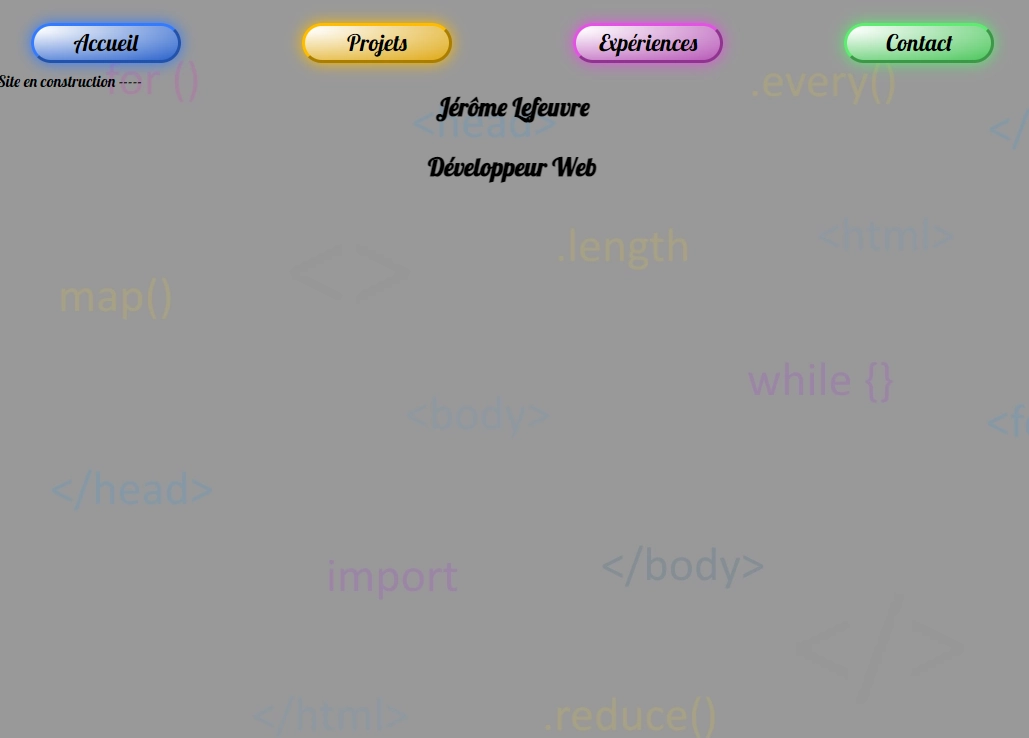 Accueil Projets Expériences Contact
Site en construction -----
for () .every()
Jérôme Lefeuvre
<head> </
Développeur Web
.length <html>
<>
map()
while {}
<body> <f
</head>
import </body>
</>
</html> .reduce()